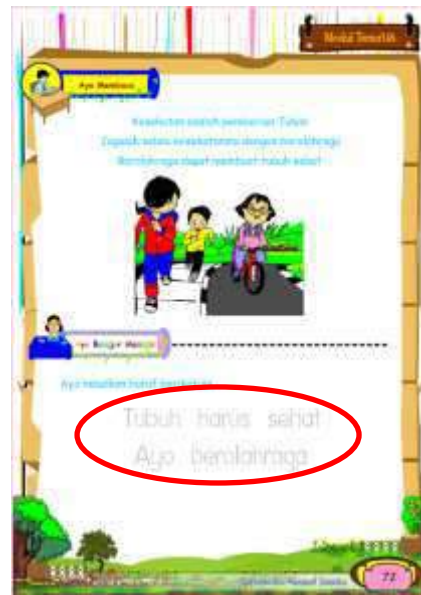 Modul Tematik
Ayo Membaca
Kesehatan adalah pemberian Tuhan
Jagalah selalu kesehatanmu dengan berolahraga
Berolahraga dapat membuat tubuh sehat
Ayo Belajar Menulis
Ayo tebalkan huruf berikut ini
Tubuh harus sehat
Ayo berolahraga
72